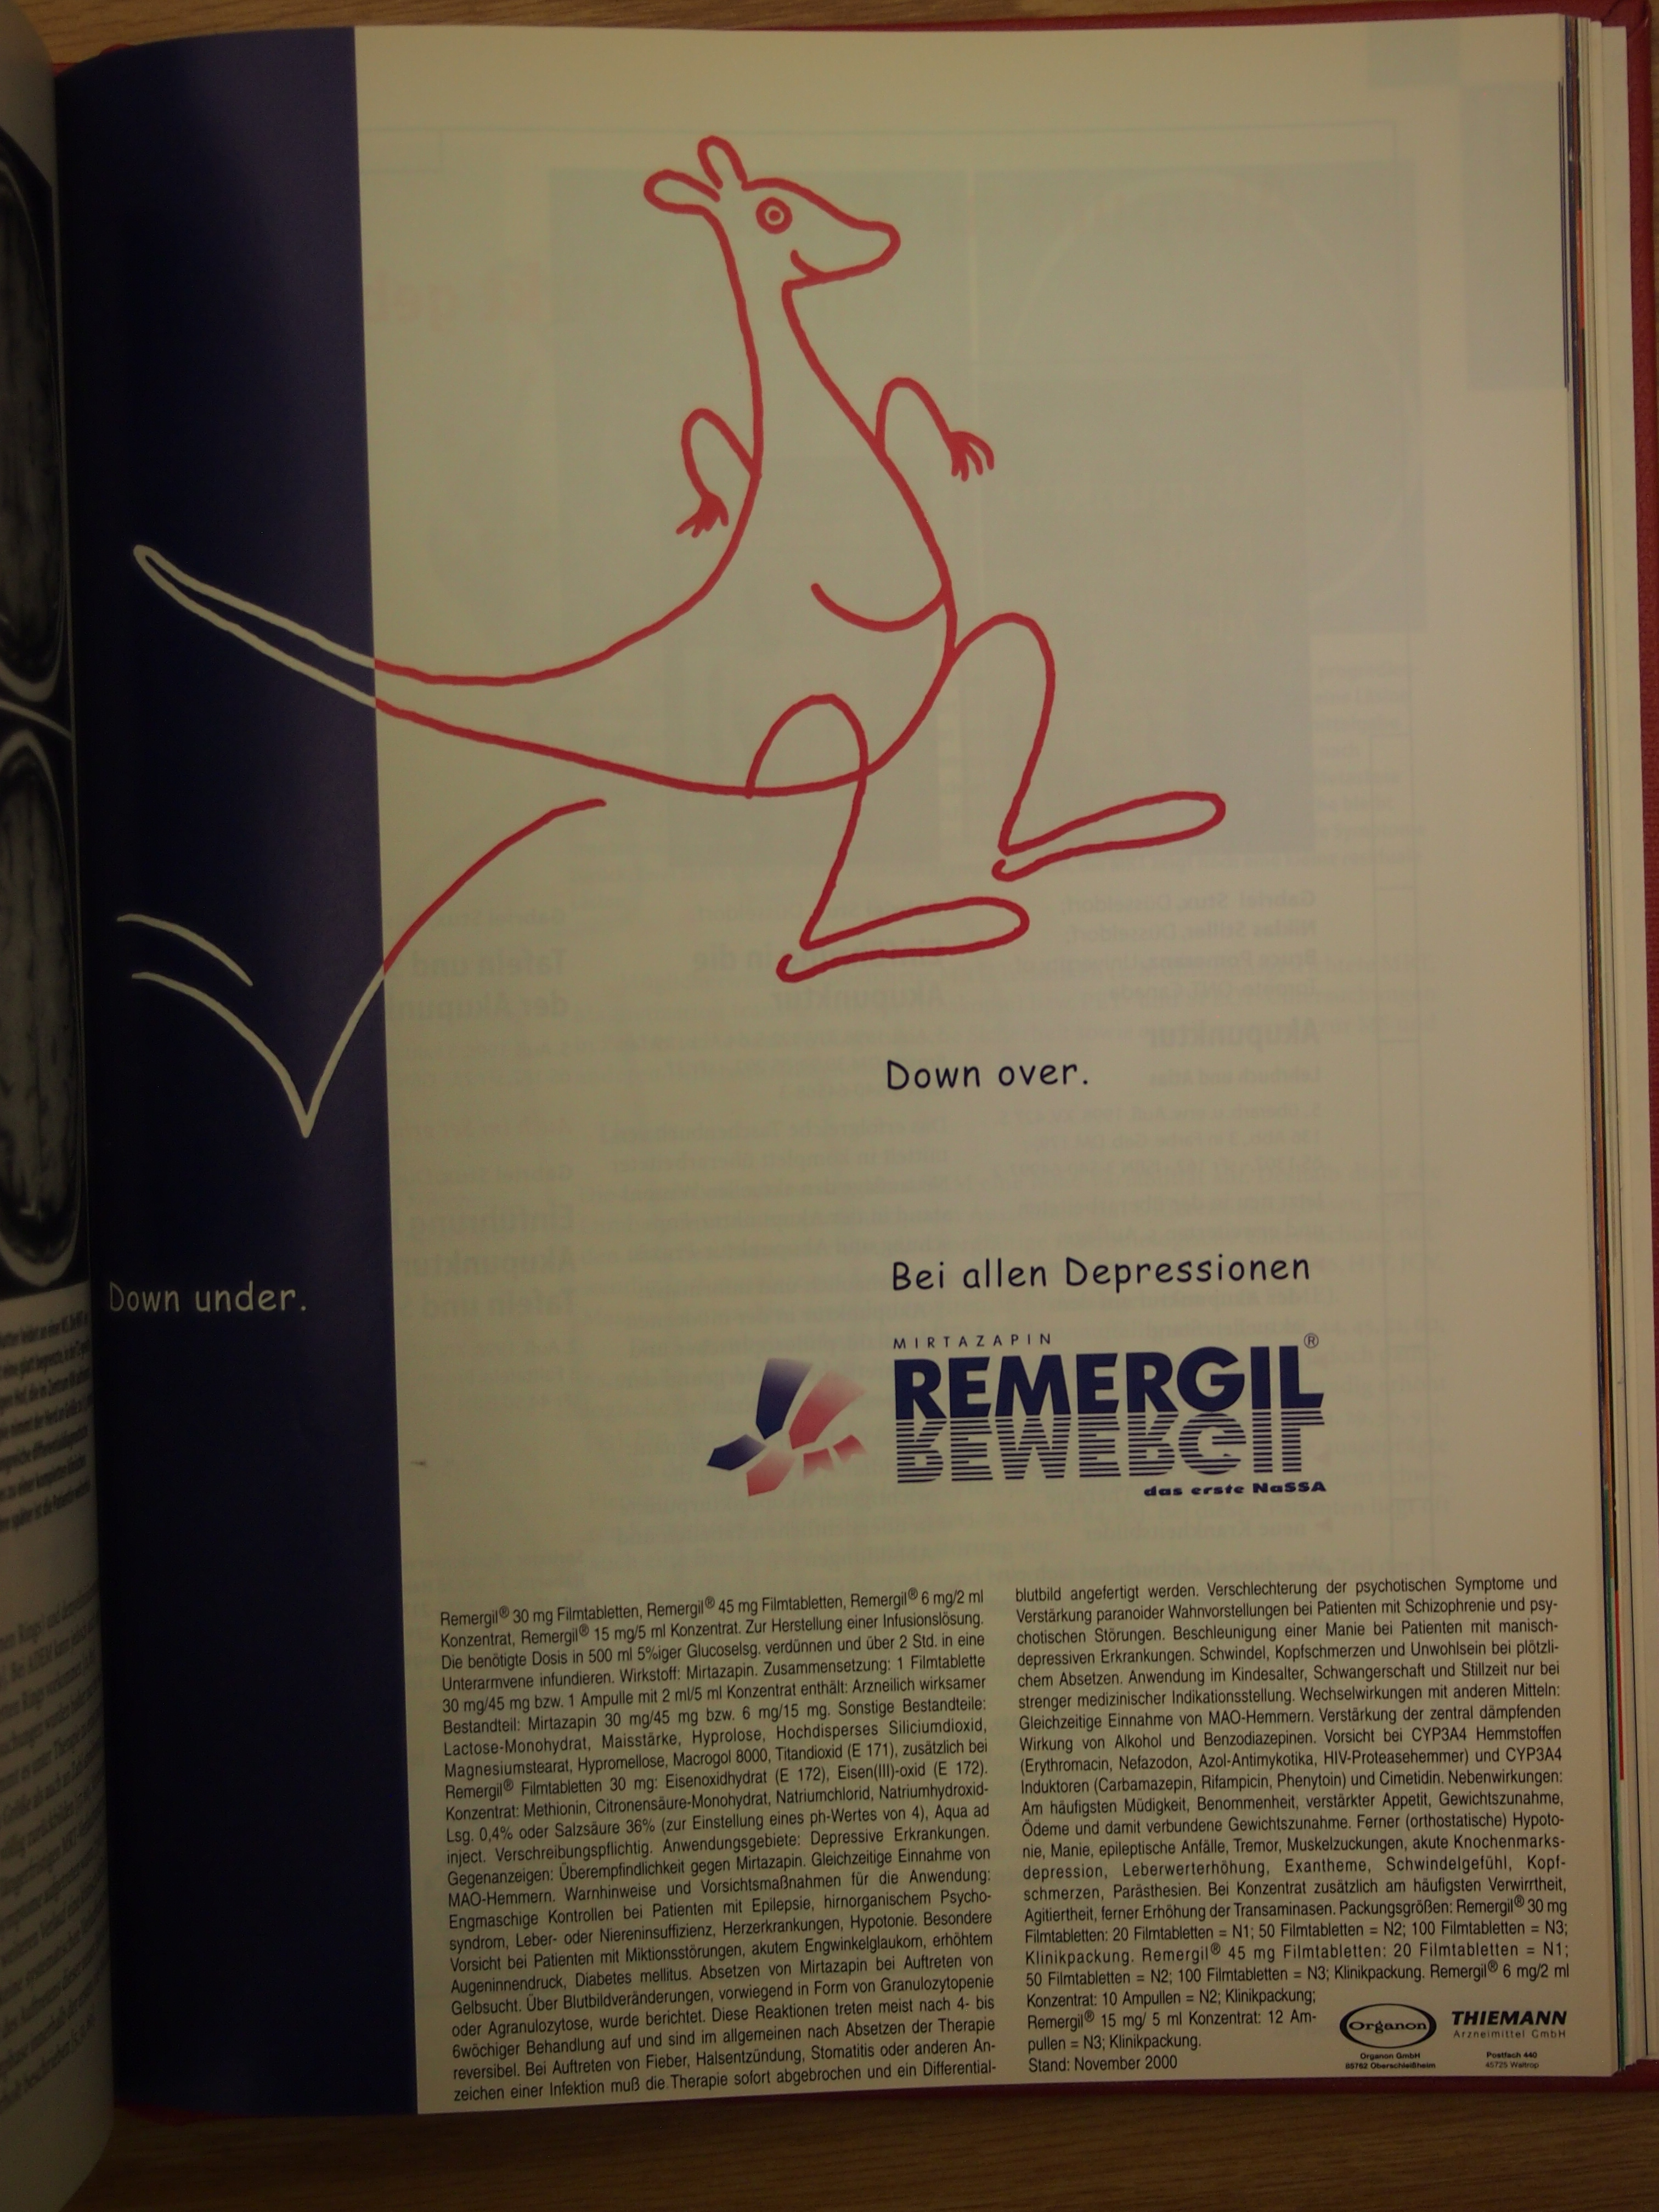 Down under.
Down over.
Bei allen Depressionen
MIRTAZAPIN
REMERGIL®
das erste NaSSA
Remergil® 30 mg Filmtabletten, Remergil® 45 mg Filmtabletten, Remergil® 6 mg/2 ml
Konzentrat, Remergil® 15 mg/5 ml Konzentrat. Zur Herstellung einer Infusionslösung.
Die benötigte Dosis in 500 ml 5%iger Glucoselsg. verdünnen und über 2 Std. in eine
Unterarmvene infundieren. Wirkstoff: Mirtazapin. Zusammensetzung: 1 Filmtablette
30 mg/45 mg bzw. 1 Ampulle mit 2 ml/5 ml Konzentrat enthält: Arzneilich wirksamer
Bestandteil: Mirtazapin 30 mg/45 mg bzw. 6 mg/15 mg. Sonstige Bestandteile:
Lactose-Monohydrat, Maisstärke, Hyprolose, Hochdisperses Siliciumdioxid,
Magnesiumstearat, Hypromellose, Macrogol 8000, Titandioxid (E 171), zusätzlich bei
Remergil® Filmtabletten 30 mg: Eisenoxidhydrat (E 172), Eisen(III)-oxid (E 172).
Konzentrat: Methionin, Citronensäure-Monohydrat, Natriumchlorid, Natriumhydroxid-
Lsg. 0,4% oder Salzsäure 36% (zur Einstellung eines ph-Wertes von 4), Aqua ad
inject. Verschreibungspflichtig. Anwendungsgebiete: Depressive Erkrankungen.
Gegenanzeigen: Überempfindlichkeit gegen Mirtazapin. Gleichzeitige Einnahme von
MAO-Hemmern. Warnhinweise und Vorsichtsmaßnahmen für die Anwendung:
Engmaschige Kontrollen bei Patienten mit Epilepsie, hirnorganischem Psycho-
syndrom, Leber- oder Niereninsuffizienz, Herzerkrankungen, Hypotonie. Besondere
Vorsicht bei Patienten mit Miktionsstörungen, akutem Engwinkelglaukom, erhöhtem
Augeninnendruck, Diabetes mellitus. Absetzen von Mirtazapin bei Auftreten von
Gelbsucht. Über Blutbildveränderungen, vorwiegend in Form von Granulozytopenie
oder Agranulozytose, wurde berichtet. Diese Reaktionen treten meist nach 4- bis
6wöchiger Behandlung auf und sind im allgemeinen nach Absetzen der Therapie
reversibel. Bei Auftreten von Fieber, Halsentzündung, Stomatitis oder anderen An-
zeichen einer Infektion muß die Therapie sofort abgebrochen und ein Differential-
blutbild angefertigt werden. Verschlechterung der psychotischen Symptome und
Verstärkung paranoider Wahnvorstellungen bei Patienten mit Schizophrenie und psy-
chotischen Störungen. Beschleunigung einer Manie bei Patienten mit manisch-
depressiven Erkrankungen. Schwindel, Kopfschmerzen und Unwohlsein bei plötzli-
chem Absetzen. Anwendung im Kindesalter, Schwangerschaft und Stillzeit nur bei
strenger medizinischer Indikationsstellung. Wechselwirkungen mit anderen Mitteln:
Gleichzeitige Einnahme von MAO-Hemmern. Verstärkung der zentral dämpfenden
Wirkung von Alkohol und Benzodiazepinen. Vorsicht bei CYP3A4 Hemmstoffen
(Erythromacin, Nefazodon, Azol-Antimykotika, HIV-Proteasehemmer) und CYP3A4
Induktoren (Carbamazepin, Rifampicin, Phenytoin) und Cimetidin. Nebenwirkungen:
Am häufigsten Müdigkeit, Benommenheit, verstärkter Appetit, Gewichtszunahme,
Ödeme und damit verbundene Gewichtszunahme. Ferner (orthostatische) Hypoto-
nie, Manie, epileptische Anfälle, Tremor, Muskelzuckungen, akute Knochenmarks-
depression, Leberwerterhöhung, Exantheme, Schwindelgefühl, Kopf-
schmerzen, Parästhesien. Bei Konzentrat zusätzlich am häufigsten Verwirrtheit,
Agitiertheit, ferner Erhöhung der Transaminasen. Packungsgrößen: Remergil® 30 mg
Filmtabletten: 20 Filmtabletten = N1; 50 Filmtabletten = N2; 100 Filmtabletten = N3;
Klinikpackung. Remergil® 45 mg Filmtabletten: 20 Filmtabletten = N1;
50 Filmtabletten = N2; 100 Filmtabletten = N3; Klinikpackung. Remergil® 6 mg/2 ml
Konzentrat: 10 Ampullen = N2; Klinikpackung;
Remergil® 15 mg/ 5 ml Konzentrat: 12 Am-
pullen = N3; Klinikpackung.
Stand: November 2000
Organon
Organon GmbH
85762 Oberschleißheim
THIEMANN
Arzneimittel GmbH
Postfach 440
45725 Waltrop